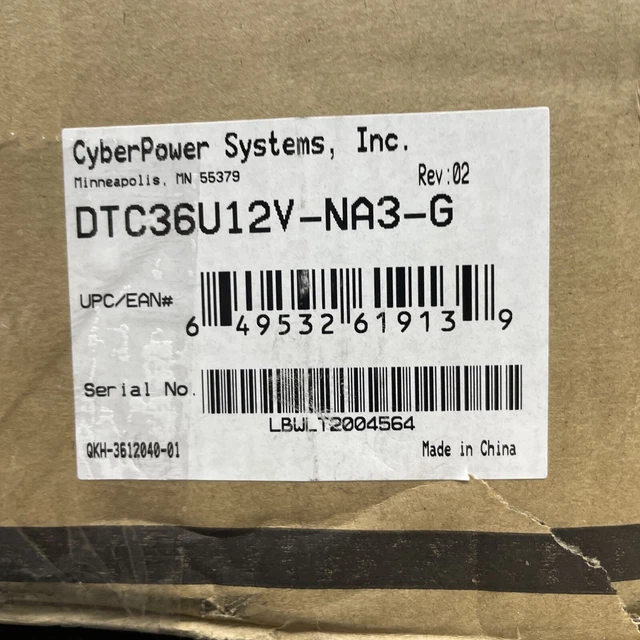 CyberPower Systems, Inc.
Minneapolis, MN 55379
Rev:02
DTC36U12V-NA3-G
UPC/EAN#
6 49532 61913 9
Serial No.
LBWLT2004564
QKH-3612040-01
Made in China